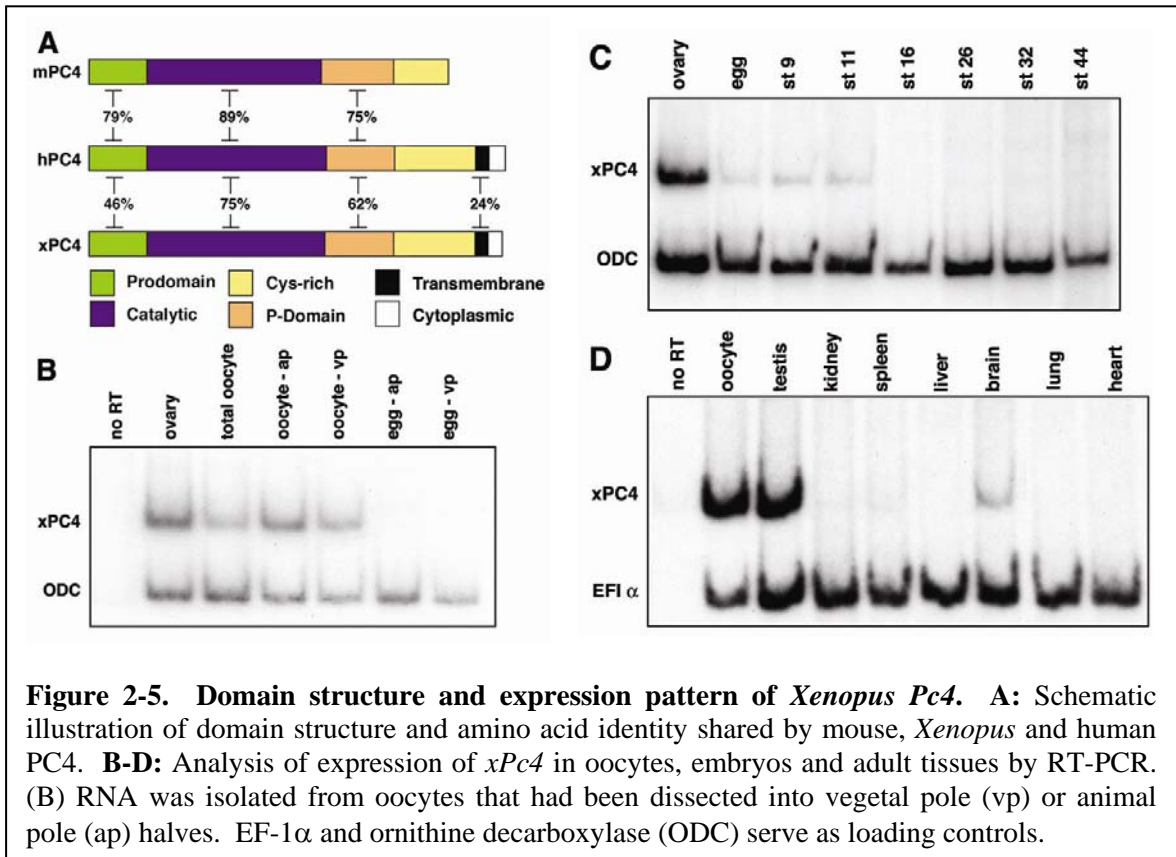 A
mPC4
79% 89% 75%
hPC4
46% 75% 62% 24%
xPC4
Prodomain Cys-rich Transmembrane
Catalytic P-Domain Cytoplasmic
B
no RT ovary total oocyte oocyte - ap oocyte - vp egg - ap egg - vp
xPC4
ODC
C
ovary egg st 9 st 11 st 16 st 26 st 32 st 44
xPC4
ODC
D
no RT oocyte testis kidney spleen liver brain lung heart
xPC4
EFI α
Figure 2-5. Domain structure and expression pattern of Xenopus Pc4. A: Schematic
illustration of domain structure and amino acid identity shared by mouse, Xenopus and human
PC4. B-D: Analysis of expression of xPc4 in oocytes, embryos and adult tissues by RT-PCR.
(B) RNA was isolated from oocytes that had been dissected into vegetal pole (vp) or animal
pole (ap) halves. EF-1α and ornithine decarboxylase (ODC) serve as loading controls.